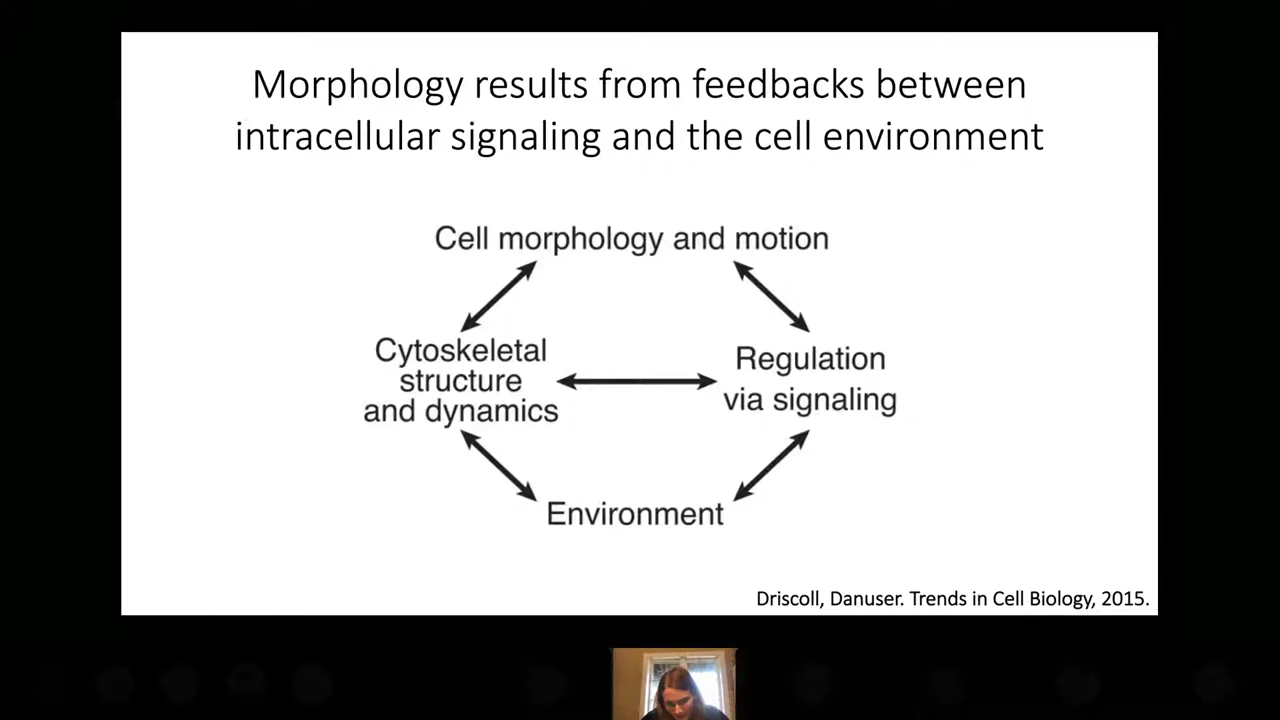 Morphology results from feedbacks between
intracellular signaling and the cell environment
Cell morphology and motion
Cytoskeletal
structure
and dynamics
Regulation
via signaling
Environment
Driscoll, Danuser. Trends in Cell Biology, 2015.